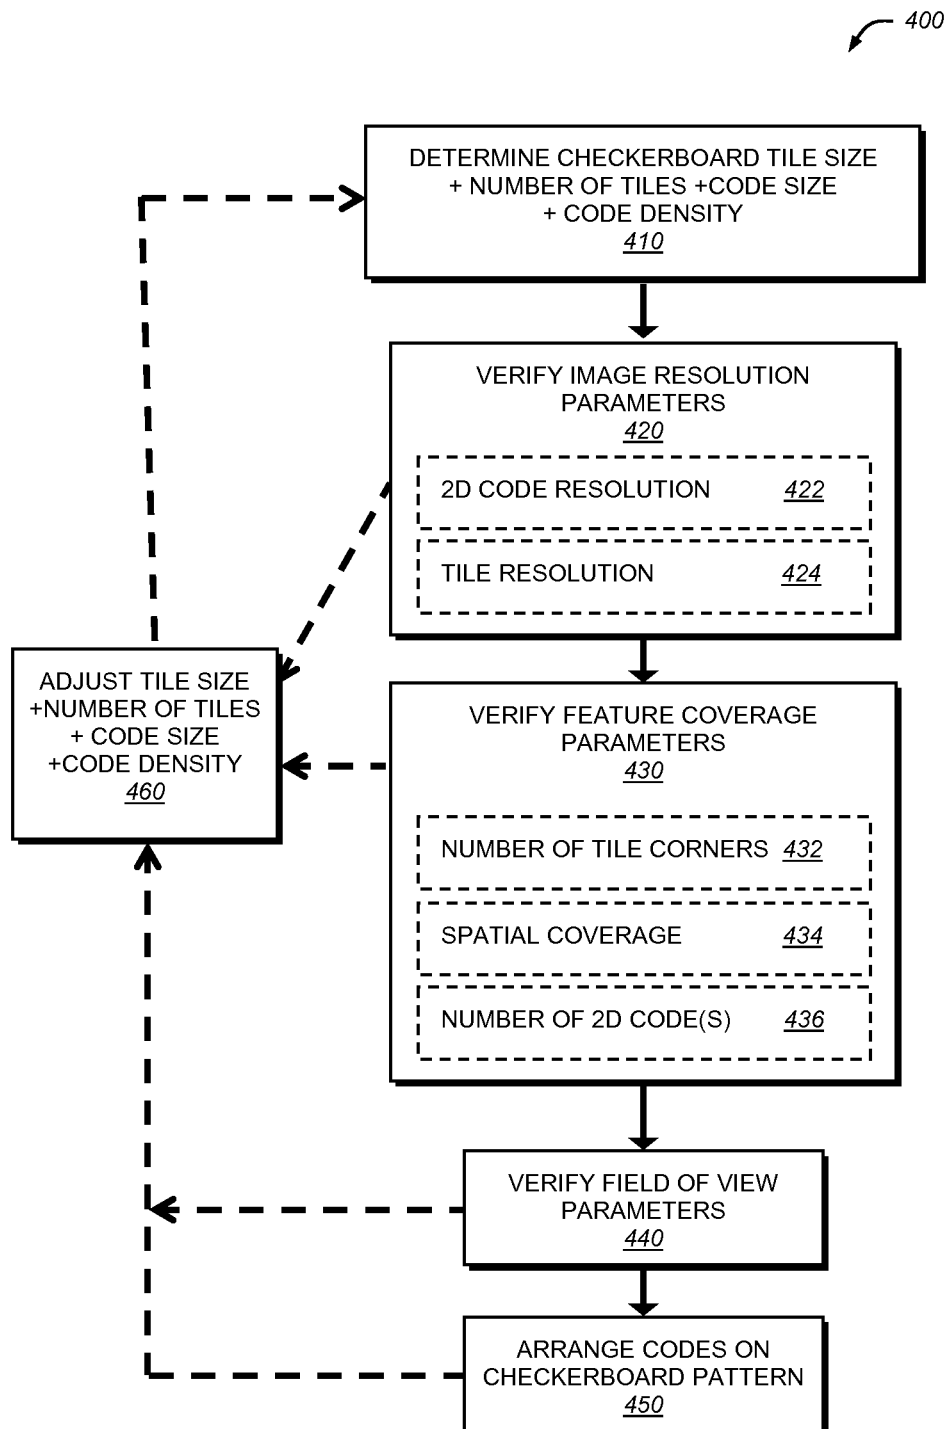 400
DETERMINE CHECKERBOARD TILE SIZE
+ NUMBER OF TILES +CODE SIZE
+ CODE DENSITY
410
VERIFY IMAGE RESOLUTION
PARAMETERS
420
2D CODE RESOLUTION 422
TILE RESOLUTION 424
ADJUST TILE SIZE
+NUMBER OF TILES
+ CODE SIZE
+CODE DENSITY
460
VERIFY FEATURE COVERAGE
PARAMETERS
430
NUMBER OF TILE CORNERS 432
SPATIAL COVERAGE 434
NUMBER OF 2D CODE(S) 436
VERIFY FIELD OF VIEW
PARAMETERS
440
ARRANGE CODES ON
CHECKERBOARD PATTERN
450